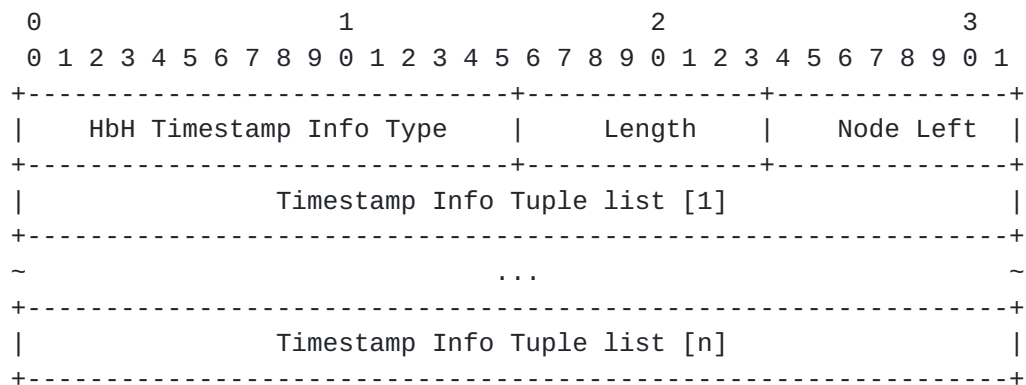 0                   1                   2                   3
 0 1 2 3 4 5 6 7 8 9 0 1 2 3 4 5 6 7 8 9 0 1 2 3 4 5 6 7 8 9 0 1
+-------------------------------+---------------+---------------+
|    HbH Timestamp Info Type    |     Length    |    Node Left  |
+-------------------------------+---------------+---------------+
|                Timestamp Info Tuple list [1]                  |
+---------------------------------------------------------------+
~                              ...                              ~
+---------------------------------------------------------------+
|                Timestamp Info Tuple list [n]                  |
+---------------------------------------------------------------+